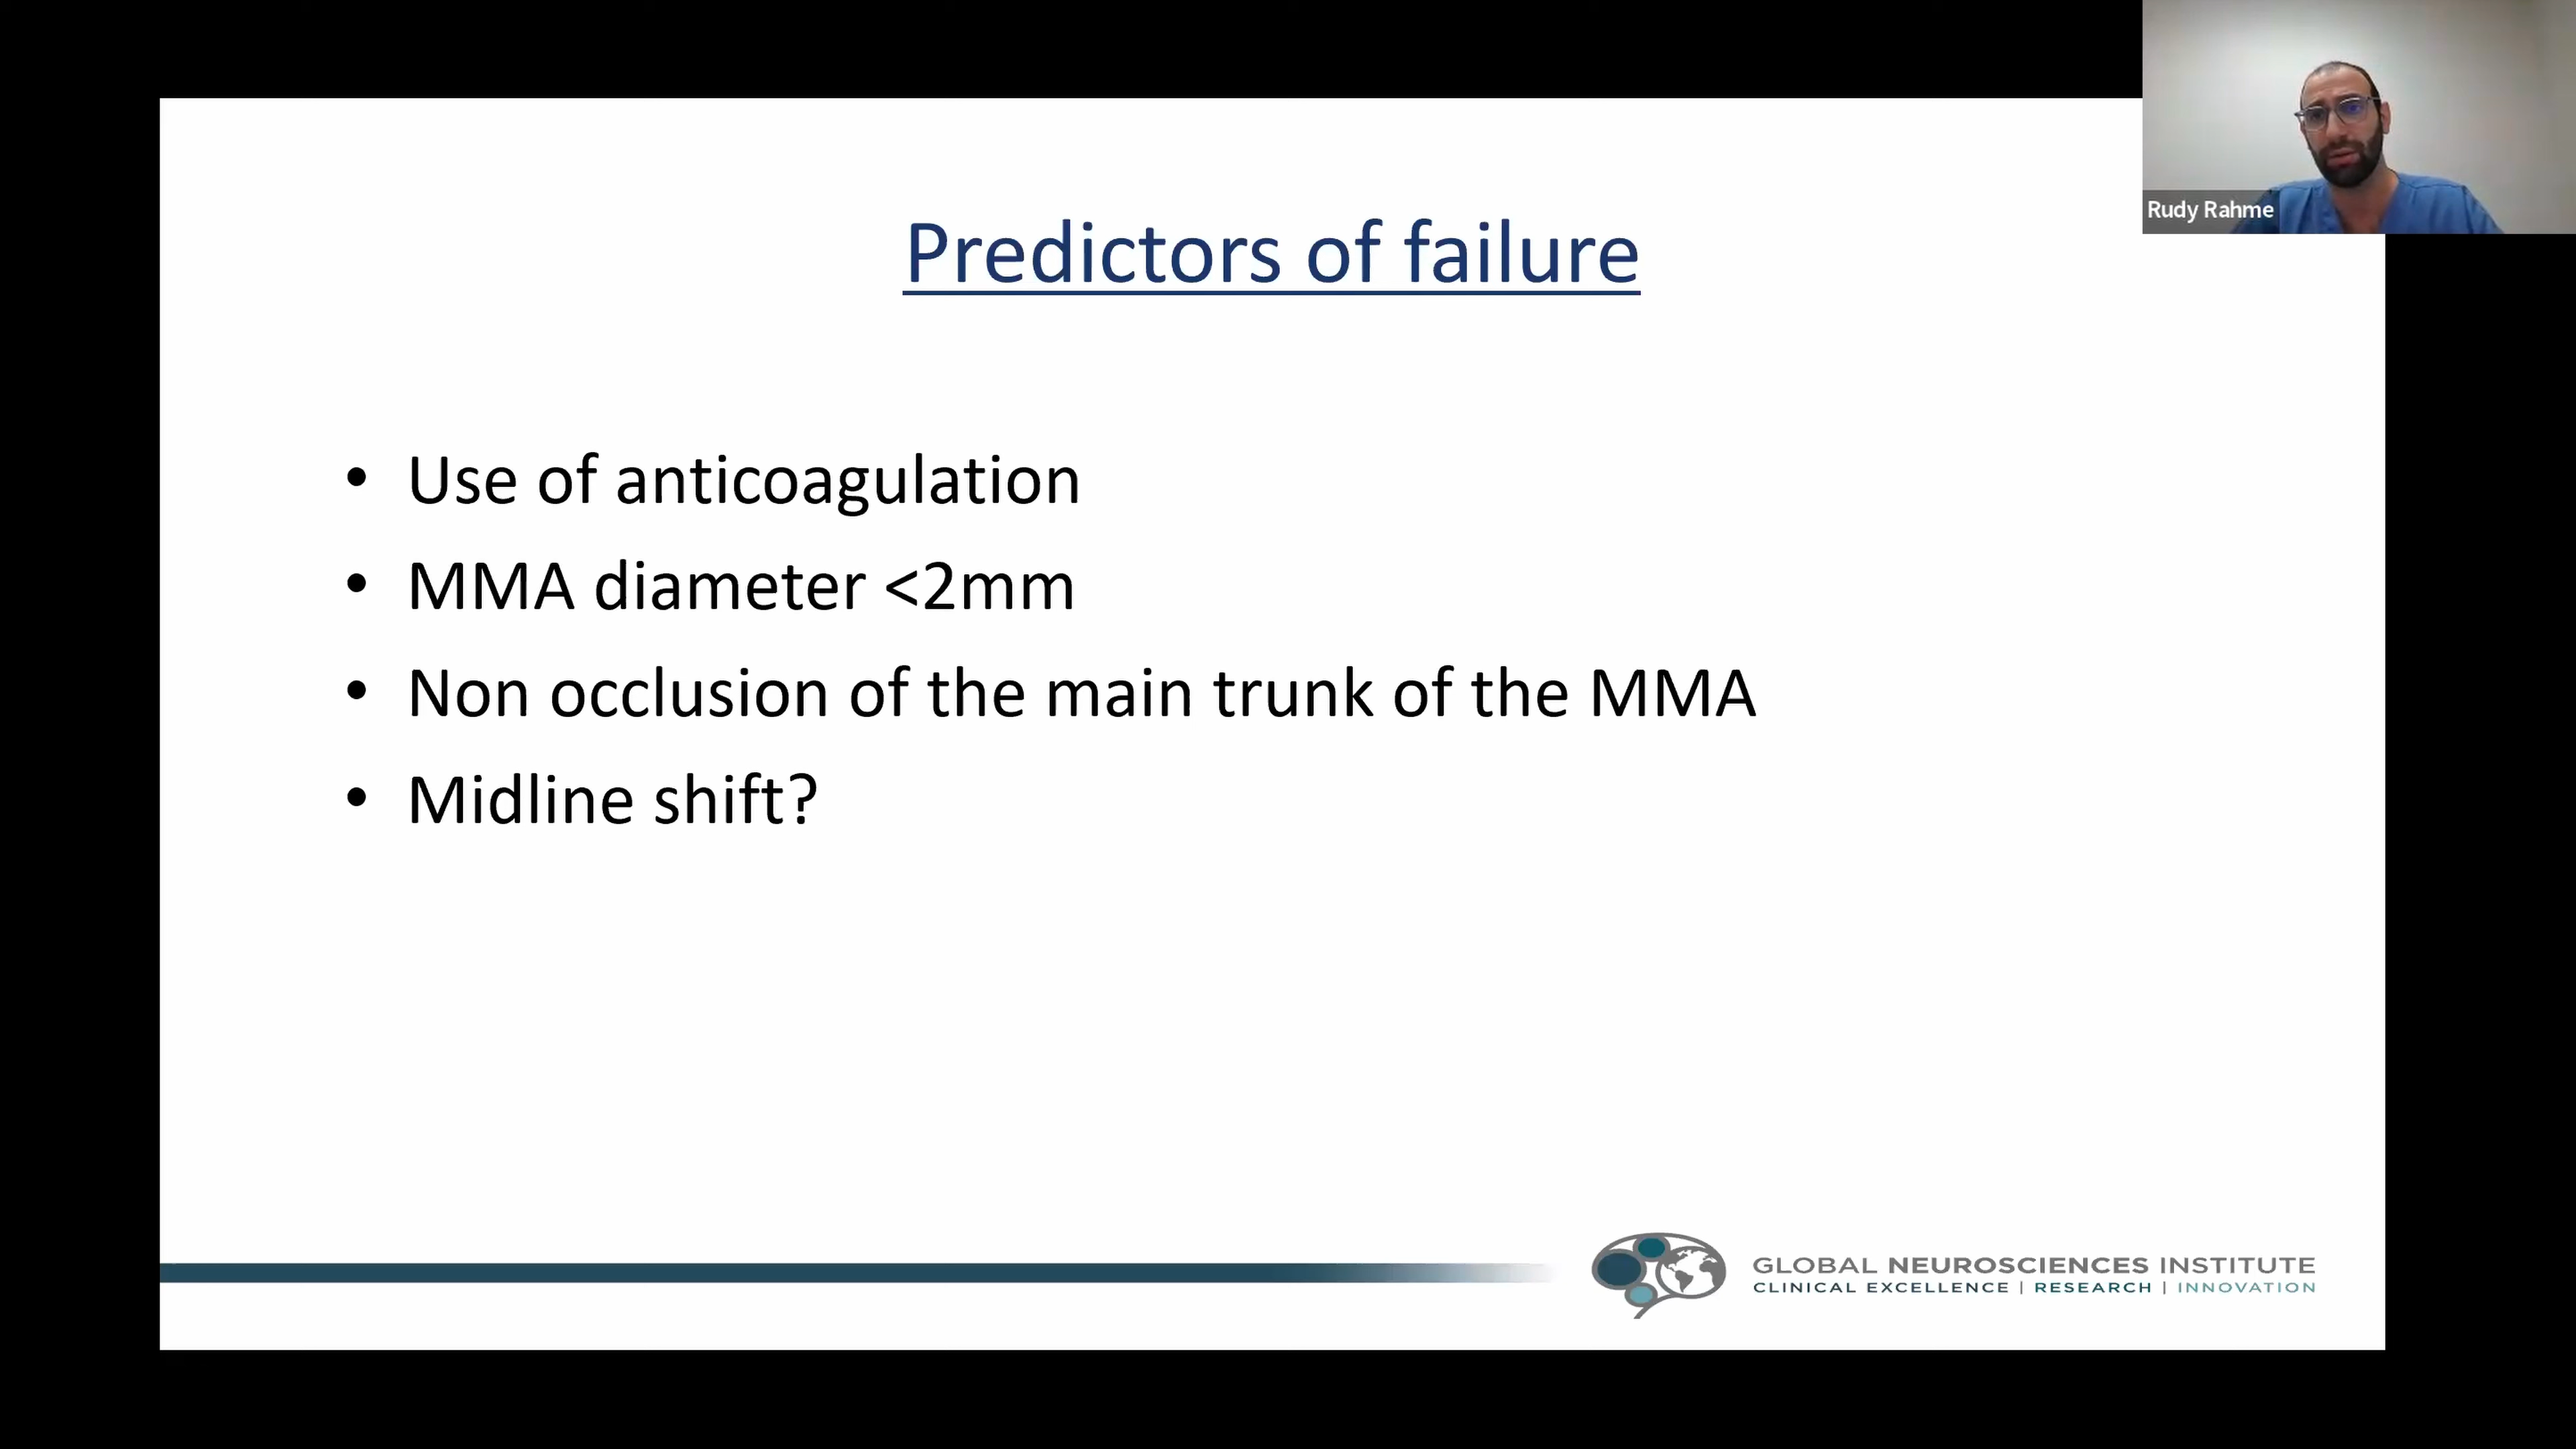 Rudy Rahme
Predictors of failure
• Use of anticoagulation
• MMA diameter <2mm
• Non occlusion of the main trunk of the MMA
• Midline shift?
GLOBAL NEUROSCIENCES INSTITUTE
CLINICAL EXCELLENCE | RESEARCH | INNOVATION